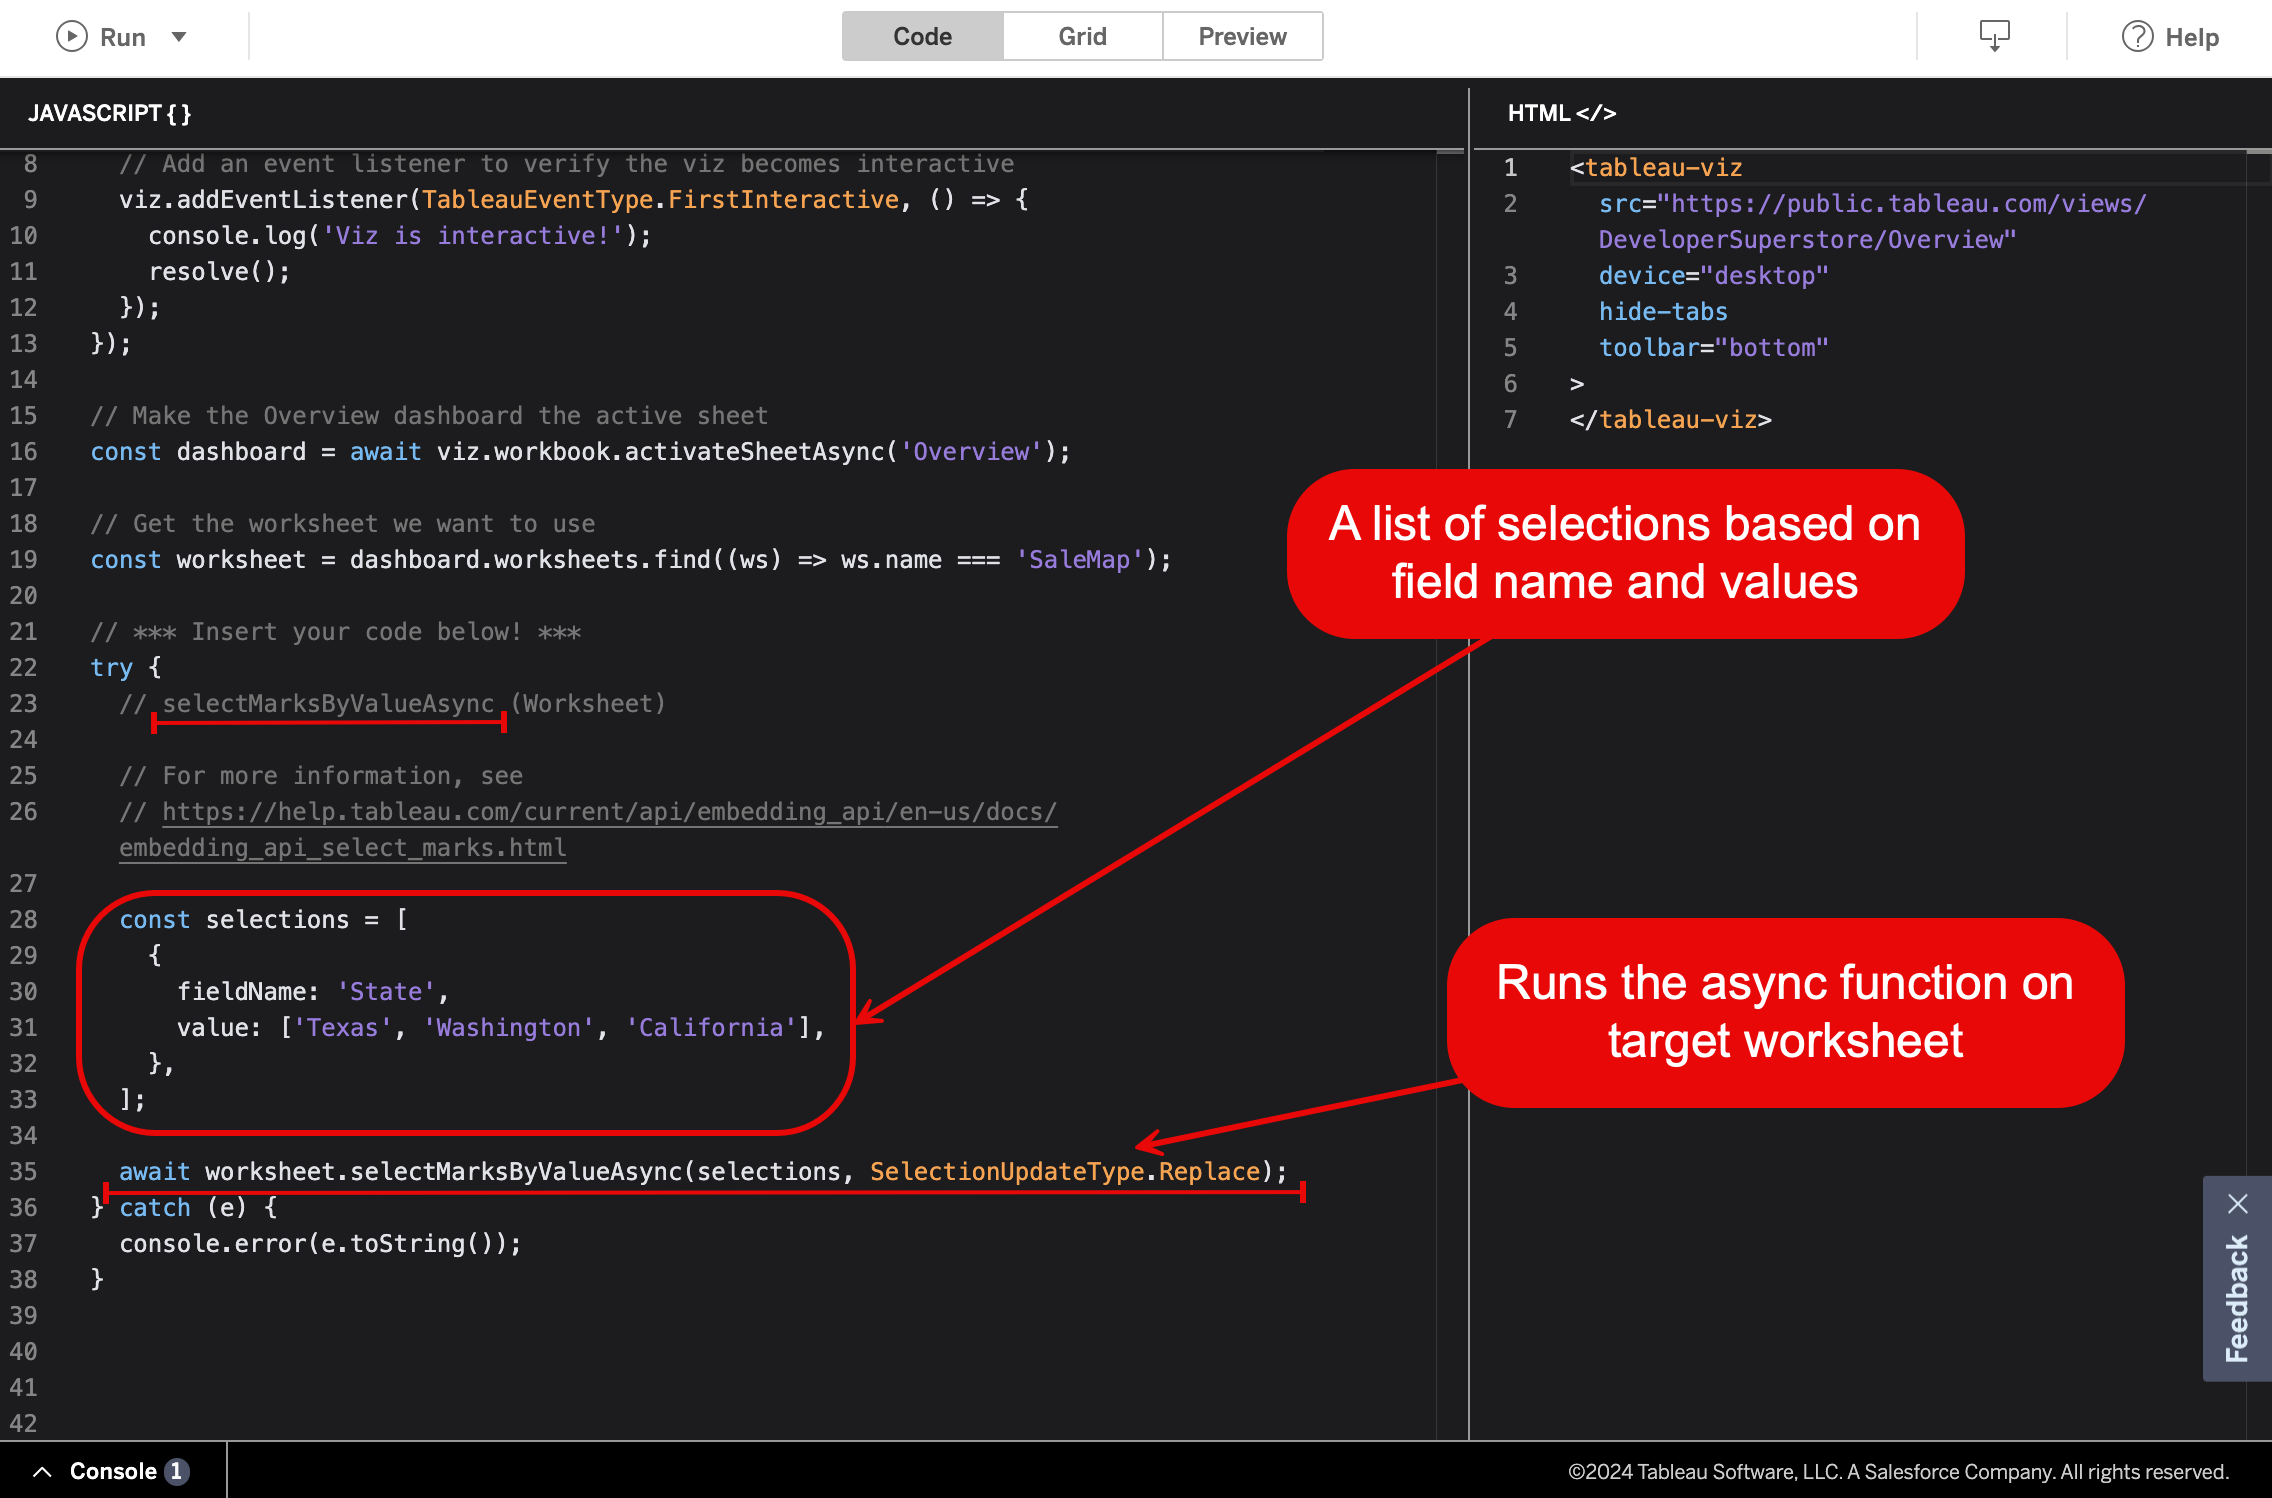 Run
Code
Grid
Preview
Help
JAVASCRIPT { }
8 // Add an event listener to verify the viz becomes interactive
9 viz.addEventListener(TableauEventType.FirstInteractive, () => {
10 console.log('Viz is interactive!');
11 resolve();
12 });
13 });
14
15 // Make the Overview dashboard the active sheet
16 const dashboard = await viz.workbook.activateSheetAsync('Overview');
17
18 // Get the worksheet we want to use
19 const worksheet = dashboard.worksheets.find((ws) => ws.name === 'SaleMap');
20
21 // *** Insert your code below! ***
22 try {
23 // selectMarksByValueAsync (Worksheet)
24
25 // For more information, see
26 // https://help.tableau.com/current/api/embedding_api/en-us/docs/
embedding_api_select_marks.html
27
28 const selections = [
29 {
30 fieldName: 'State',
31 value: ['Texas', 'Washington', 'California'],
32 },
33 ];
34
35 await worksheet.selectMarksByValueAsync(selections, SelectionUpdateType.Replace);
36 } catch (e) {
37 console.error(e.toString());
38 }
39
40
41
42
HTML </>
1 <tableau-viz
2 src="https://public.tableau.com/views/
DeveloperSuperstore/Overview"
3 device="desktop"
4 hide-tabs
5 toolbar="bottom"
6 >
7 </tableau-viz>
A list of selections based on
field name and values
Runs the async function on
target worksheet
Feedback
Console 1
©2024 Tableau Software, LLC. A Salesforce Company. All rights reserved.